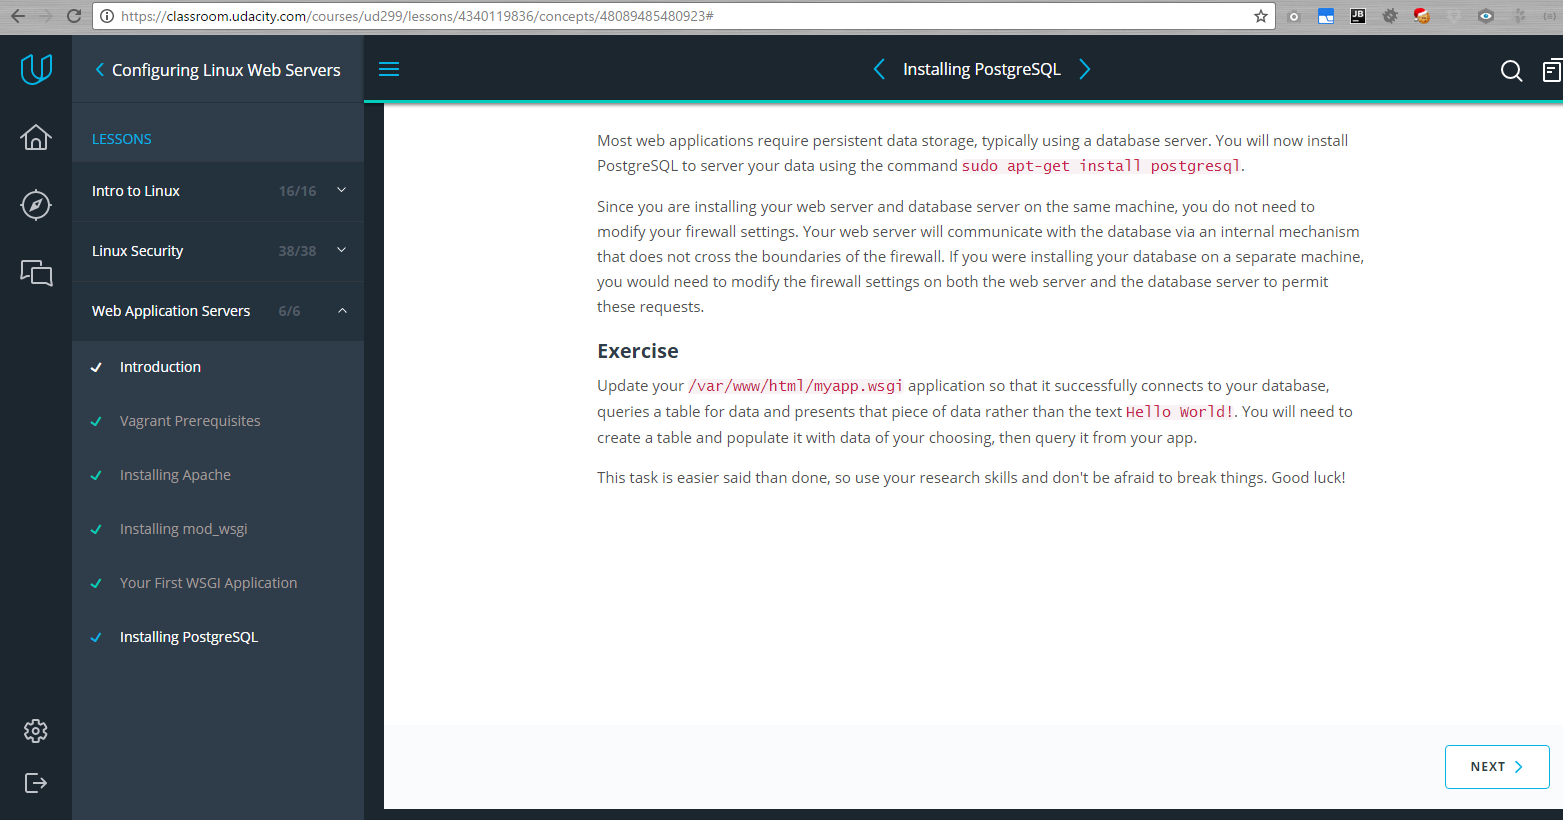 https://classroom.udacity.com/courses/ud299/lessons/4340119836/concepts/48089485480923#
JB
Configuring Linux Web Servers
Installing PostgreSQL
LESSONS
Intro to Linux 16/16
Linux Security 38/38
Web Application Servers 6/6
Introduction
Vagrant Prerequisites
Installing Apache
Installing mod_wsgi
Your First WSGI Application
Installing PostgreSQL
Most web applications require persistent data storage, typically using a database server. You will now install
PostgreSQL to server your data using the command sudo apt-get install postgresql.
Since you are installing your web server and database server on the same machine, you do not need to
modify your firewall settings. Your web server will communicate with the database via an internal mechanism
that does not cross the boundaries of the firewall. If you were installing your database on a separate machine,
you would need to modify the firewall settings on both the web server and the database server to permit
these requests.
Exercise
Update your /var/www/html/myapp.wsgi application so that it successfully connects to your database,
queries a table for data and presents that piece of data rather than the text Hello World!. You will need to
create a table and populate it with data of your choosing, then query it from your app.
This task is easier said than done, so use your research skills and don't be afraid to break things. Good luck!
NEXT